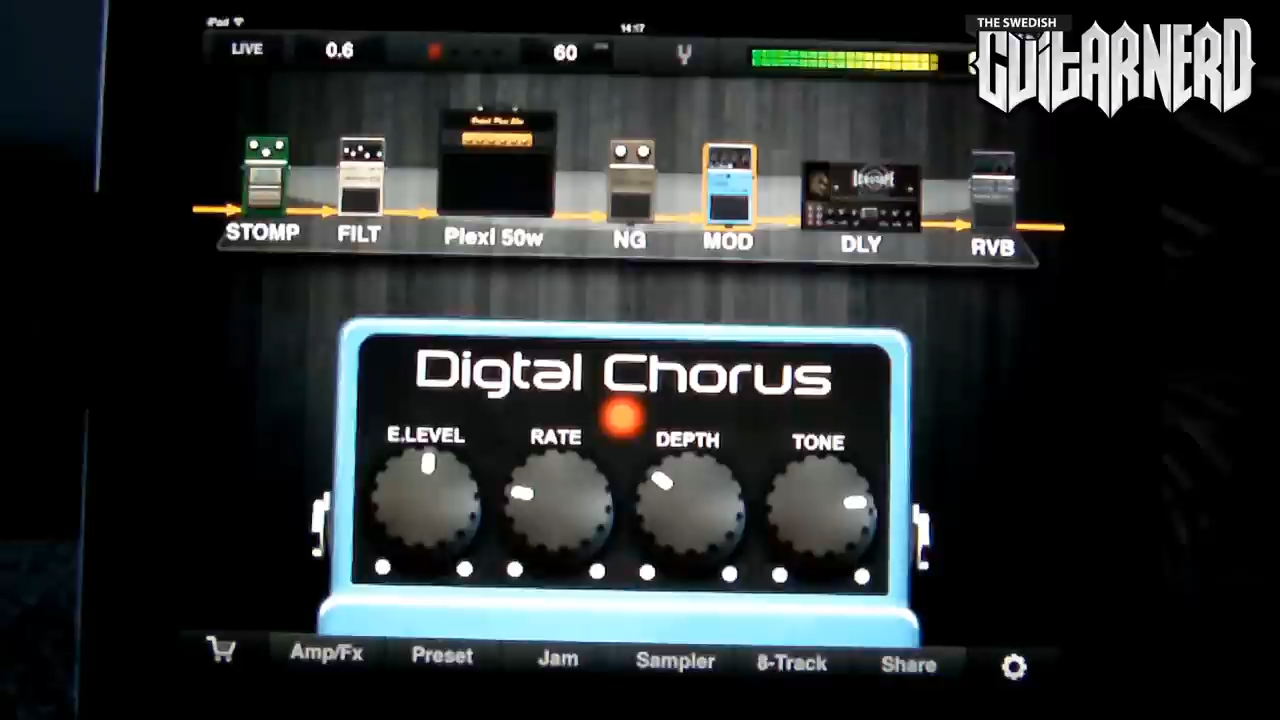 iPad
14:17
THE SWEDISH
GUITARNERD
LIVE
0.6
60
STOMP
FILT
Plexi 50w
NG
MOD
DLY
RVB
Digtal Chorus
E.LEVEL
RATE
DEPTH
TONE
Amp/Fx
Preset
Jam
Sampler
8-Track
Share